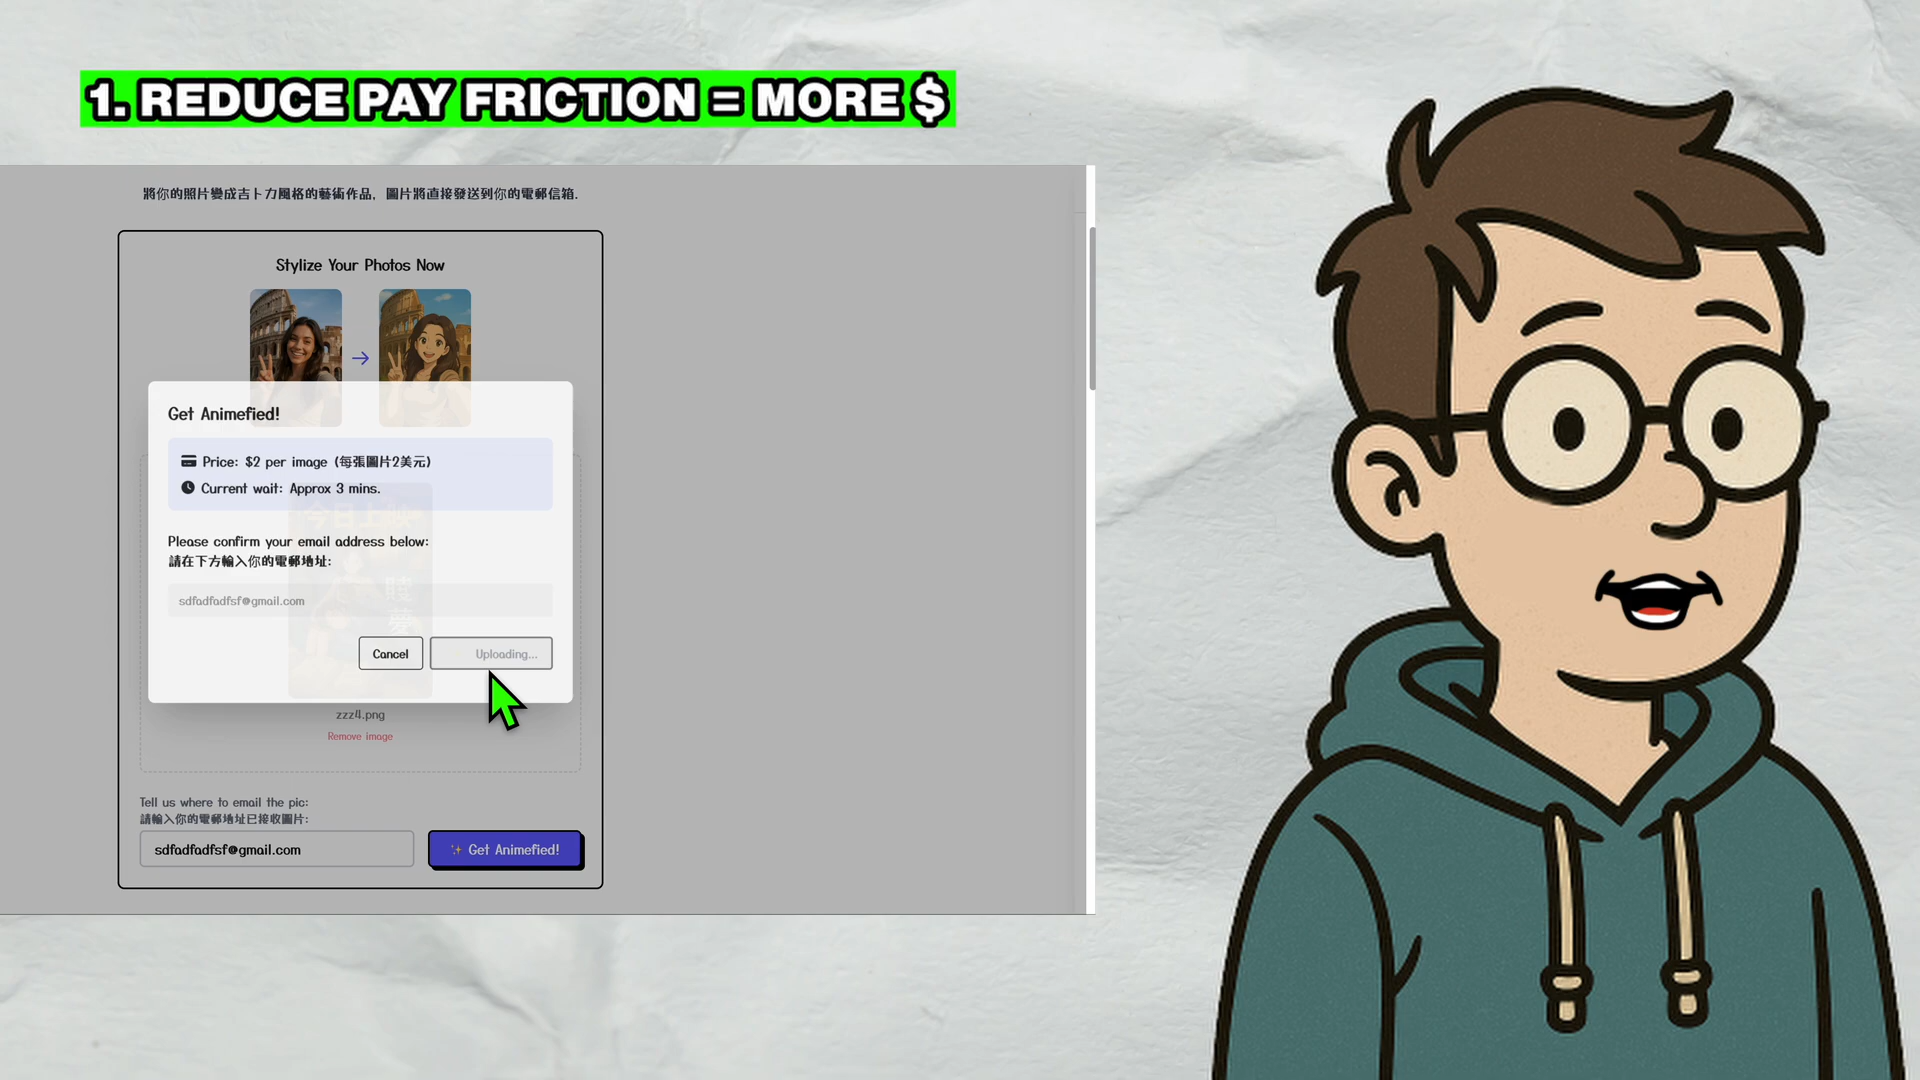 1. REDUCE PAY FRICTION = MORE $
將你的照片變成吉卜力風格的藝術作品, 圖片將直接發送到你的電郵信箱.
Stylize Your Photos Now
Get Animefied!
Price: $2 per image (每張圖片2美元)
Current wait: Approx 3 mins.
今日上映
Please confirm your email address below:
請在下方輸入你的電郵地址:
sdfadfadfsf@gmail.com
Cancel
Uploading...
zzz4.png
Remove image
Tell us where to email the pic:
請輸入你的電郵地址已接收圖片:
sdfadfadfsf@gmail.com
✨ Get Animefied!